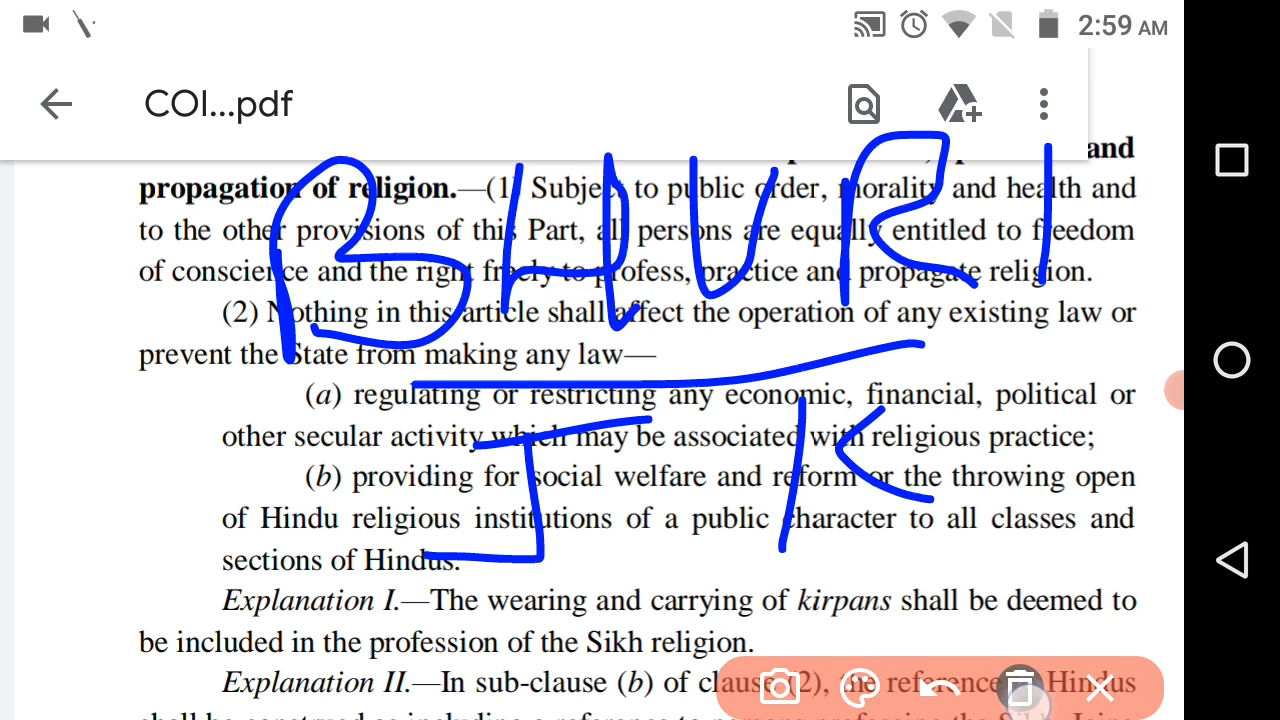 2:59 AM
COI...pdf
and
propagation of religion.—(1) Subject to public order, morality and health and
to the other provisions of this Part, all persons are equally entitled to freedom
of conscience and the right freely to profess, practice and propagate religion.
(2) Nothing in this article shall affect the operation of any existing law or
prevent the State from making any law—
(a) regulating or restricting any economic, financial, political or
other secular activity which may be associated with religious practice;
(b) providing for social welfare and reform or the throwing open
of Hindu religious institutions of a public character to all classes and
sections of Hindus.
Explanation I.—The wearing and carrying of kirpans shall be deemed to
be included in the profession of the Sikh religion.
Explanation II.—In sub-clause (b) of clause (2), the reference Hindus
BHURI
J K